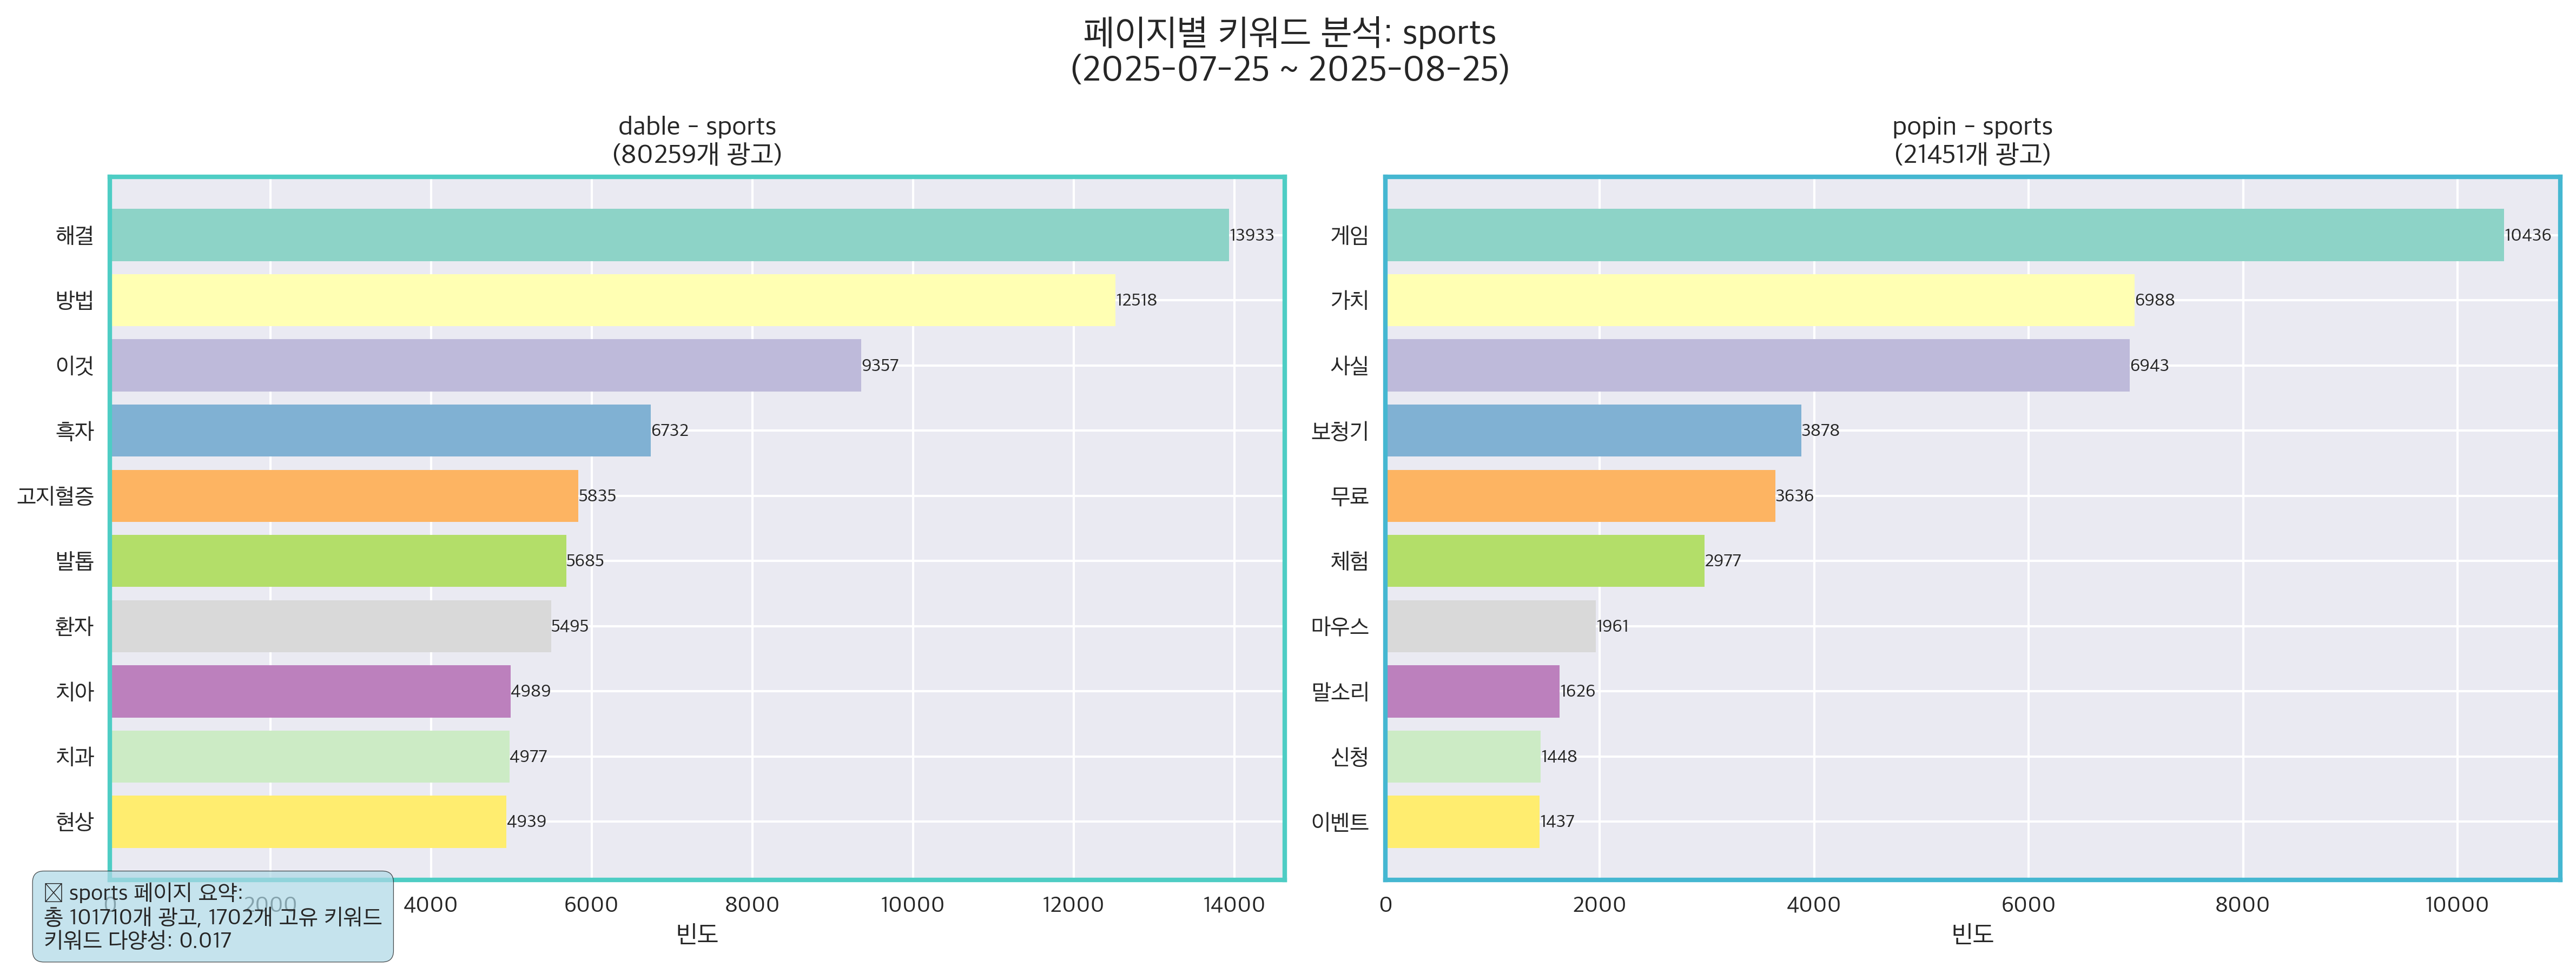 페이지별 키워드 분석: sports
(2025-07-25 ~ 2025-08-25)
dable - sports
(80259개 광고)
해결
13933
방법
12518
이것
9357
흑자
6732
고지혈증
5835
발톱
5685
환자
5495
치아
4989
치과
4977
현상
4939
0
2000
4000
6000
8000
10000
12000
14000
빈도
popin - sports
(21451개 광고)
게임
10436
가치
6988
사실
6943
보청기
3878
무료
3636
체험
2977
마우스
1961
말소리
1626
신청
1448
이벤트
1437
0
2000
4000
6000
8000
10000
빈도
sports 페이지 요약:
총 101710개 광고, 1702개 고유 키워드
키워드 다양성: 0.017